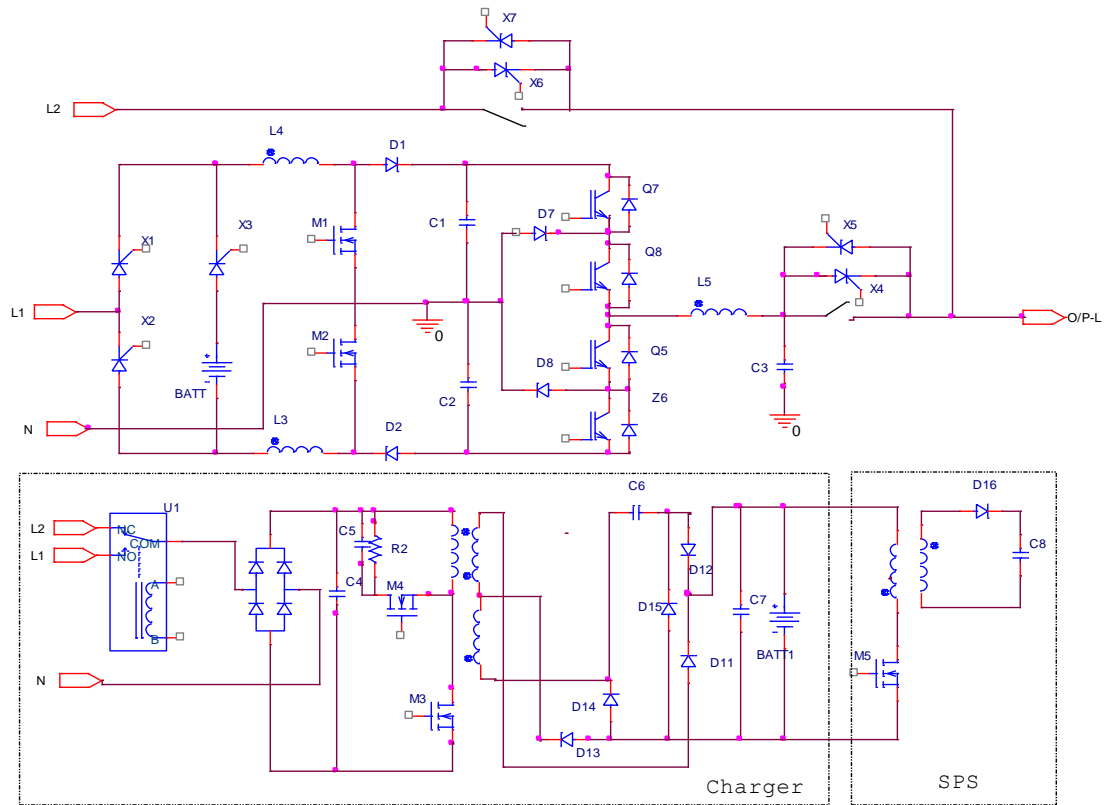 X7
X6
L2
L4
D1
Q7
M1
C1
D7
X1
X3
X5
Q8
L5
X4
L1
O/P-L
0
X2
M2
Q5
D8
C3
BATT
C2
Z6
L3
D2
N
0
C6
D16
U1
L2
NC
C5
COM
R2
C8
L1
NO
D12
M4
A
C4
D15
C7
B
D11
BATT1
M5
N
M3
D14
D13
Charger
SPS